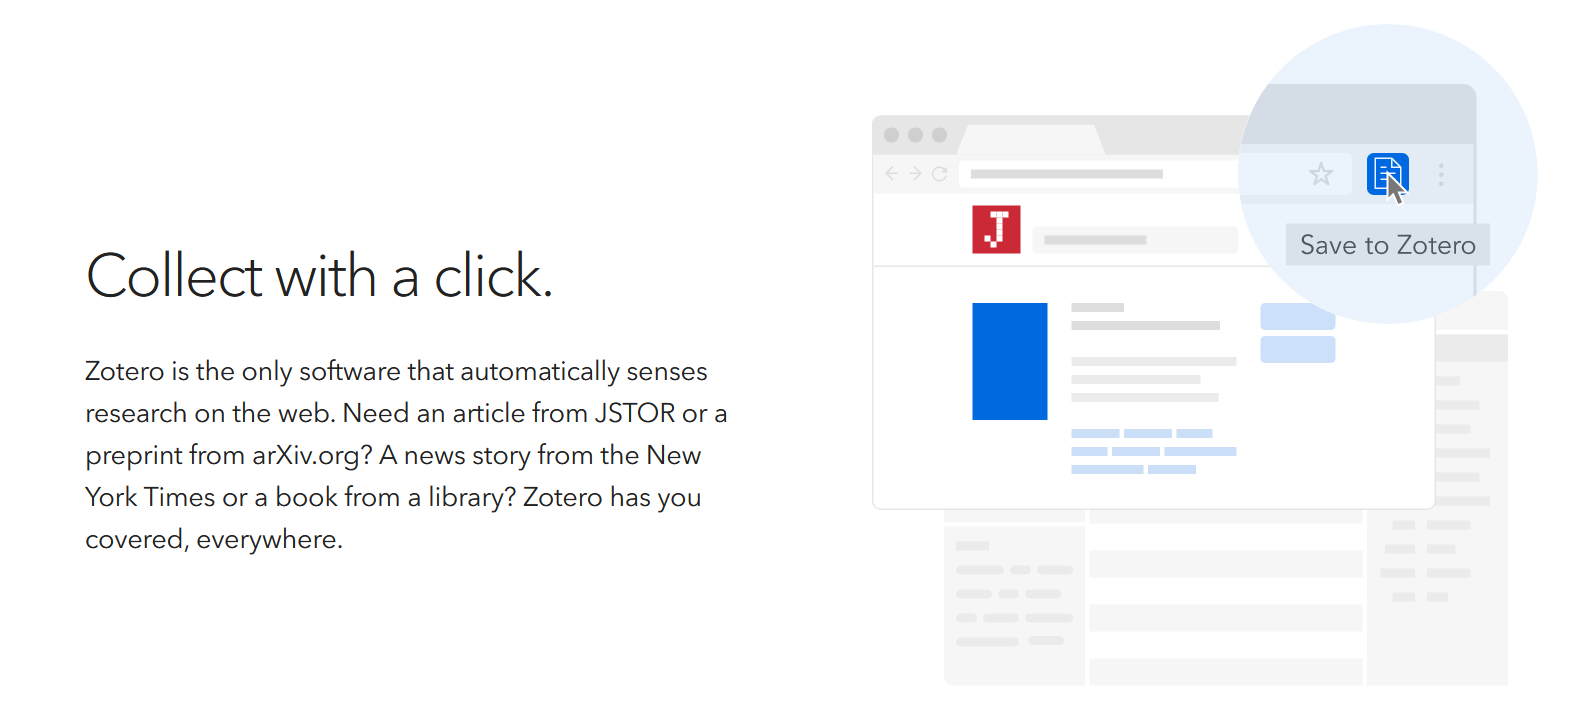 Collect with a click.
Zotero is the only software that automatically senses
research on the web. Need an article from JSTOR or a
preprint from arXiv.org? A news story from the New
York Times or a book from a library? Zotero has you
covered, everywhere.
J
Save to Zotero